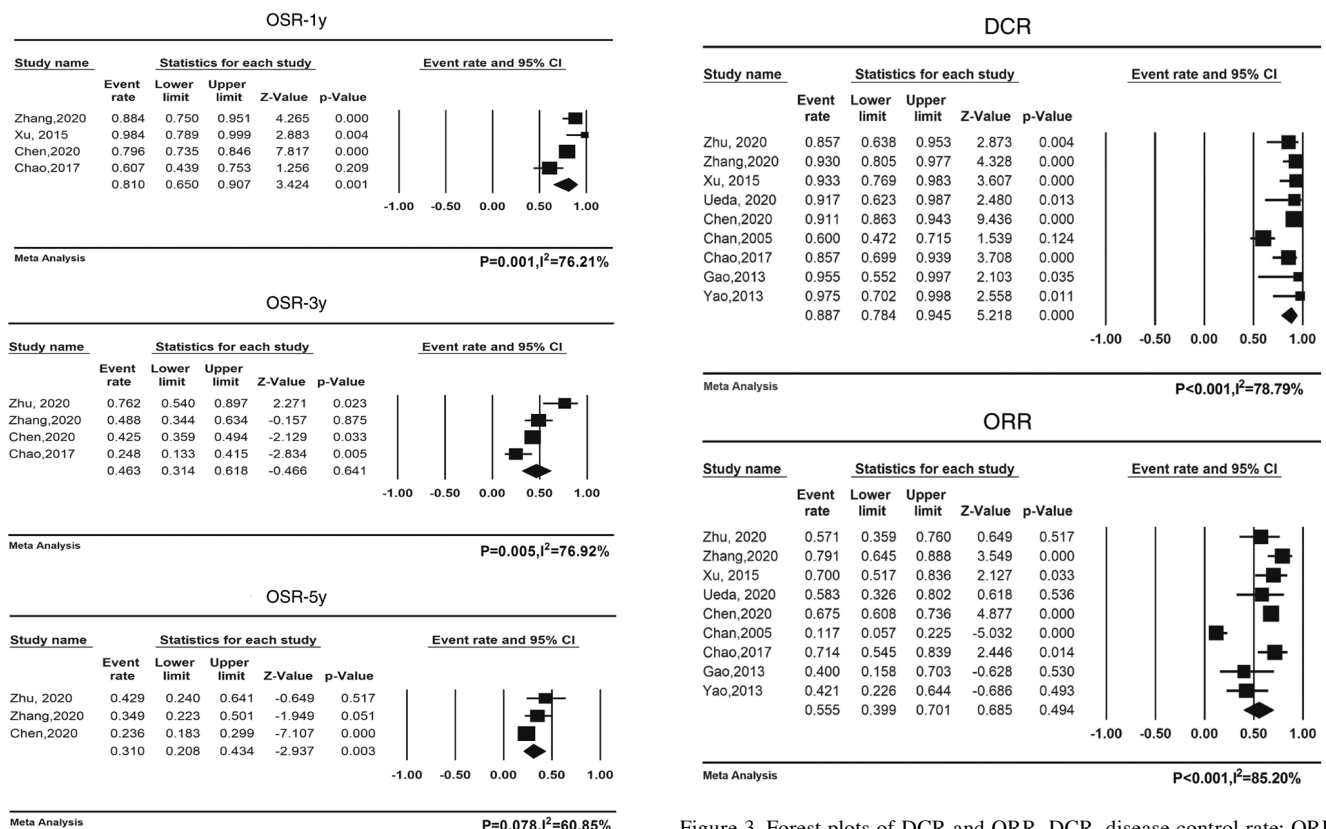 OSR-1y
Study name Statistics for each study Event rate and 95% CI
Event Lower Upper
rate limit limit Z-Value p-Value
Zhang,2020 0.884 0.750 0.951 4.265 0.000
Xu, 2015 0.984 0.789 0.999 2.883 0.004
Chen,2020 0.796 0.735 0.846 7.817 0.000
Chao,2017 0.607 0.439 0.753 1.256 0.209
0.810 0.650 0.907 3.424 0.001
-1.00 -0.50 0.00 0.50 1.00
Meta Analysis
P=0.001,I²=76.21%
OSR-3y
Study name Statistics for each study Event rate and 95% CI
Event Lower Upper
rate limit limit Z-Value p-Value
Zhu, 2020 0.762 0.540 0.897 2.271 0.023
Zhang,2020 0.488 0.344 0.634 -0.157 0.875
Chen,2020 0.425 0.359 0.494 -2.129 0.033
Chao,2017 0.248 0.133 0.415 -2.834 0.005
0.463 0.314 0.618 -0.466 0.641
-1.00 -0.50 0.00 0.50 1.00
Meta Analysis
P=0.005,I²=76.92%
OSR-5y
Study name Statistics for each study Event rate and 95% CI
Event Lower Upper
rate limit limit Z-Value p-Value
Zhu, 2020 0.429 0.240 0.641 -0.649 0.517
Zhang,2020 0.349 0.223 0.501 -1.949 0.051
Chen,2020 0.236 0.183 0.299 -7.107 0.000
0.310 0.208 0.434 -2.937 0.003
-1.00 -0.50 0.00 0.50 1.00
Meta Analysis
P=0.078,I²=60.85%
DCR
Study name Statistics for each study Event rate and 95% CI
Event Lower Upper
rate limit limit Z-Value p-Value
Zhu, 2020 0.857 0.638 0.953 2.873 0.004
Zhang,2020 0.930 0.805 0.977 4.328 0.000
Xu, 2015 0.933 0.769 0.983 3.607 0.000
Ueda, 2020 0.917 0.623 0.987 2.480 0.013
Chen,2020 0.911 0.863 0.943 9.436 0.000
Chan,2005 0.600 0.472 0.715 1.539 0.124
Chao,2017 0.857 0.699 0.939 3.708 0.000
Gao,2013 0.955 0.552 0.997 2.103 0.035
Yao,2013 0.975 0.702 0.998 2.558 0.011
0.887 0.784 0.945 5.218 0.000
-1.00 -0.50 0.00 0.50 1.00
Meta Analysis
P<0.001,I²=78.79%
ORR
Study name Statistics for each study Event rate and 95% CI
Event Lower Upper
rate limit limit Z-Value p-Value
Zhu, 2020 0.571 0.359 0.760 0.649 0.517
Zhang,2020 0.791 0.645 0.888 3.549 0.000
Xu, 2015 0.700 0.517 0.836 2.127 0.033
Ueda, 2020 0.583 0.326 0.802 0.618 0.536
Chen,2020 0.675 0.608 0.736 4.877 0.000
Chan,2005 0.117 0.057 0.225 -5.032 0.000
Chao,2017 0.714 0.545 0.839 2.446 0.014
Gao,2013 0.400 0.158 0.703 -0.628 0.530
Yao,2013 0.421 0.226 0.644 -0.686 0.493
0.555 0.399 0.701 0.685 0.494
-1.00 -0.50 0.00 0.50 1.00
Meta Analysis
P<0.001,I²=85.20%
Figure 3. Forest plots of DCR and ORR. DCR, disease control rate;